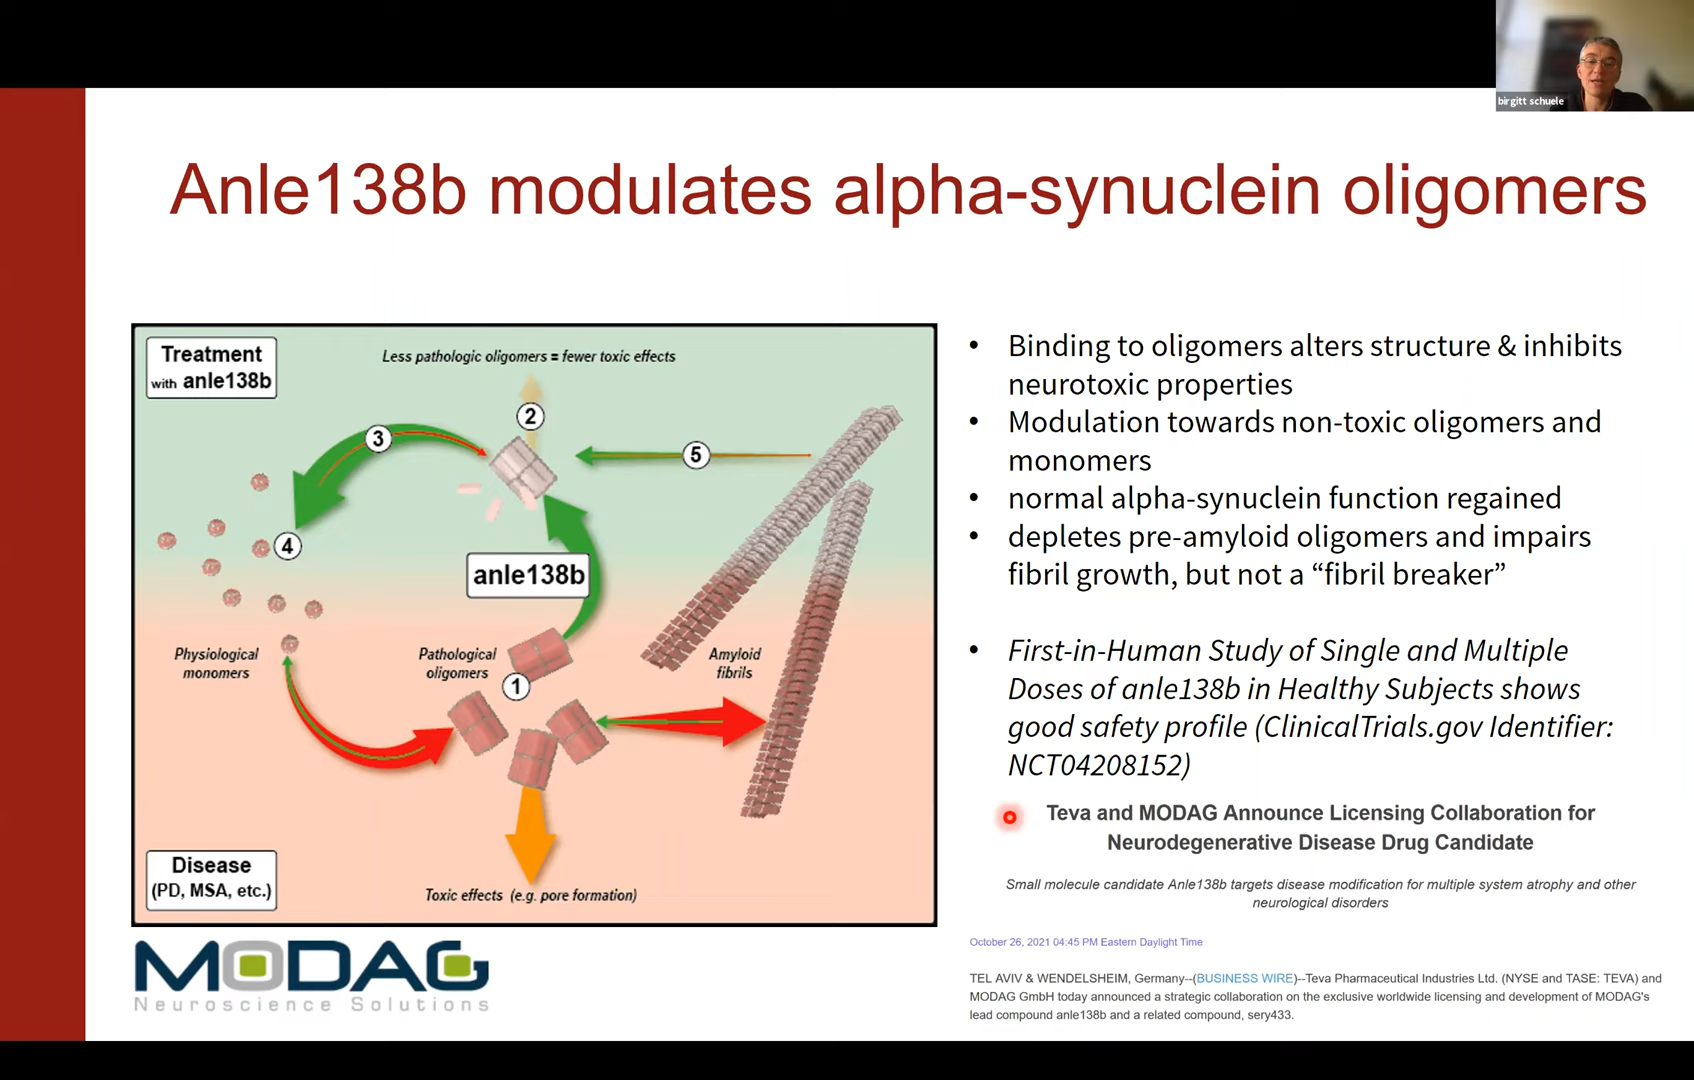 birgitt schuele
Anle138b modulates alpha-synuclein oligomers
Treatment
with anle138b
Less pathologic oligomers = fewer toxic effects
2
3
5
4
anle138b
Physiological
monomers
Pathological
oligomers
1
Amyloid
fibrils
Disease
(PD, MSA, etc.)
Toxic effects (e.g. pore formation)
MODAG
Neuroscience Solutions
• Binding to oligomers alters structure & inhibits
neurotoxic properties
• Modulation towards non-toxic oligomers and
monomers
• normal alpha-synuclein function regained
• depletes pre-amyloid oligomers and impairs
fibril growth, but not a “fibril breaker”
• First-in-Human Study of Single and Multiple
Doses of anle138b in Healthy Subjects shows
good safety profile (ClinicalTrials.gov Identifier:
NCT04208152)
Teva and MODAG Announce Licensing Collaboration for
Neurodegenerative Disease Drug Candidate
Small molecule candidate Anle138b targets disease modification for multiple system atrophy and other
neurological disorders
October 26, 2021 04:45 PM Eastern Daylight Time
TEL AVIV & WENDELSHEIM, Germany--(BUSINESS WIRE)--Teva Pharmaceutical Industries Ltd. (NYSE and TASE: TEVA) and
MODAG GmbH today announced a strategic collaboration on the exclusive worldwide licensing and development of MODAG's
lead compound anle138b and a related compound, sery433.